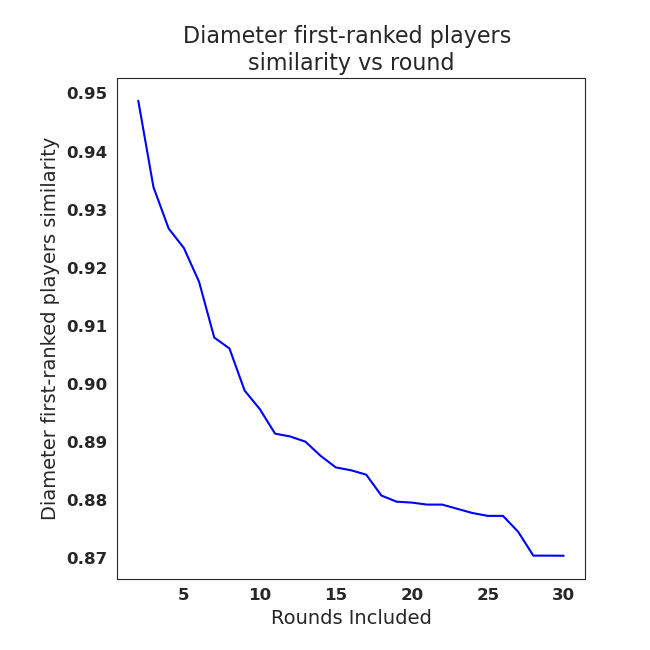 Diameter first-ranked players
similarity vs round
Diameter first-ranked players similarity
0.95
0.94
0.93
0.92
0.91
0.90
0.89
0.88
0.87
5 10 15 20 25 30
Rounds Included